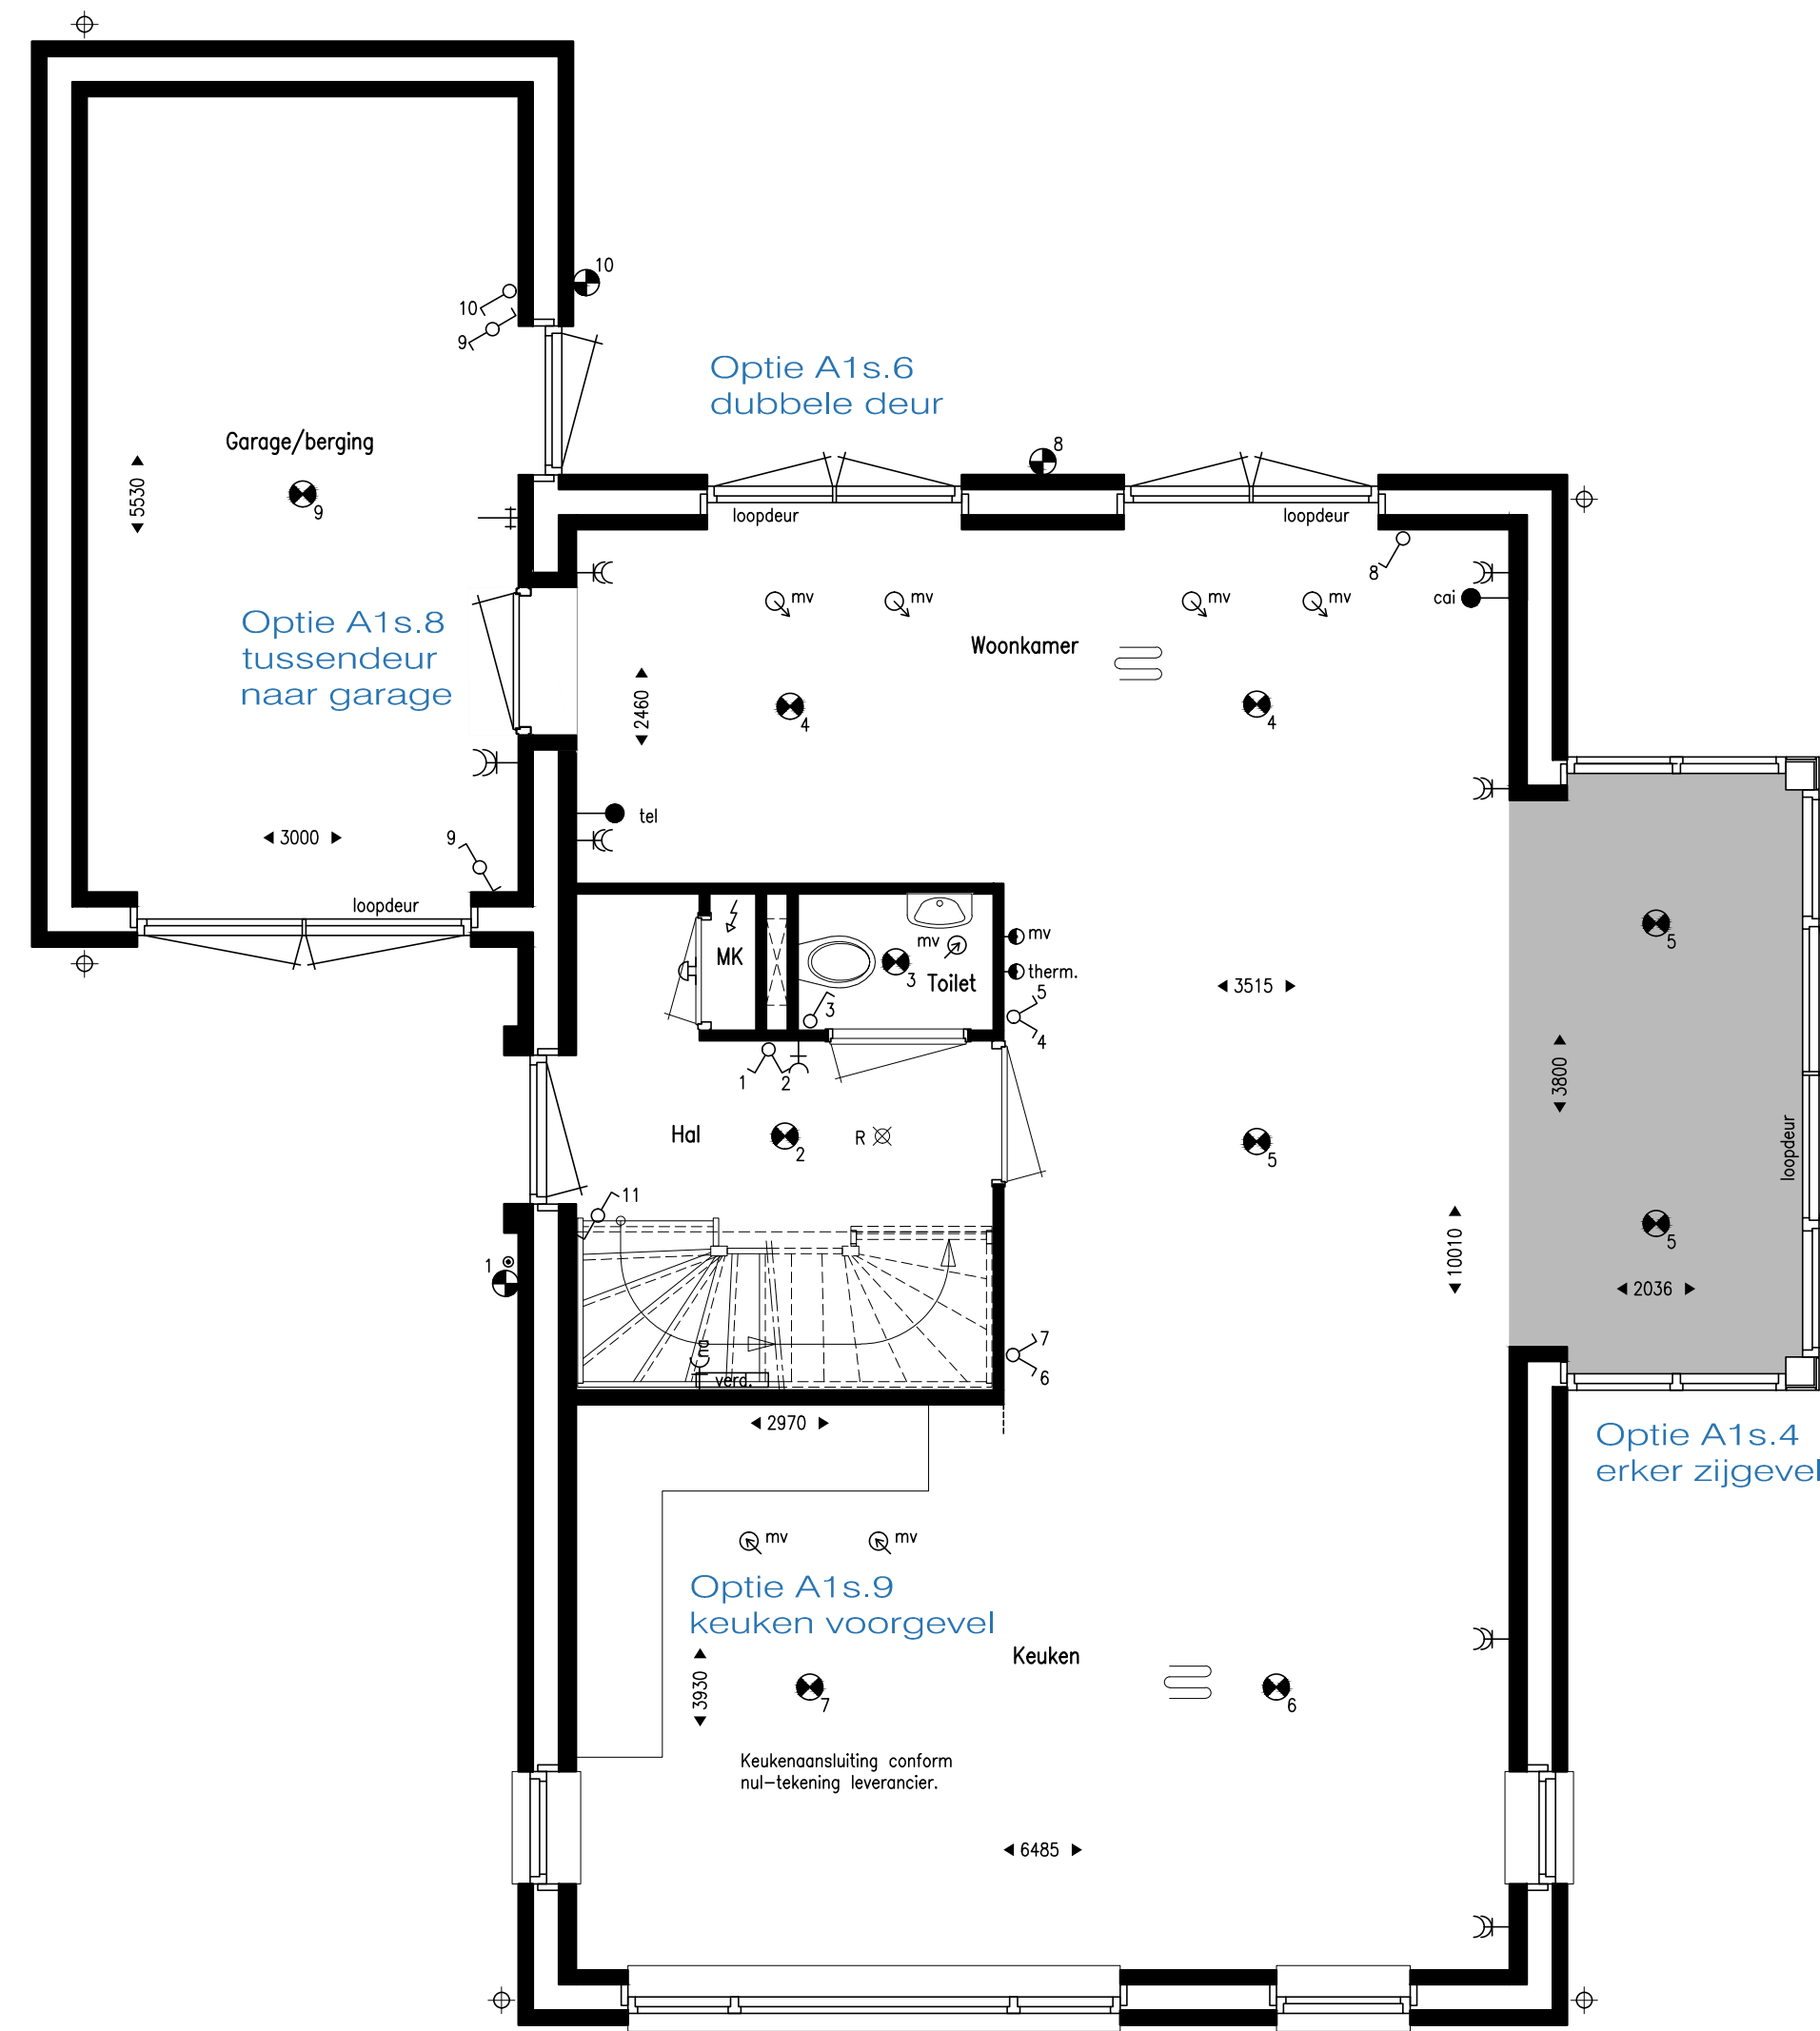 10
10
9
Optie A1s.6
dubbele deur
Garage/berging
8
5530
9
loopdeur
loopdeur
8
mv
mv
mv
mv
cai
Optie A1s.8
tussendeur
naar garage
Woonkamer
2460
4
4
tel
3000
9
loopdeur
MK
mv
3
Toilet
mv
therm.
3
5
4
5
3515
1
2
3800
loopdeur
Hal
2
R
5
11
5
1
10010
2036
7
6
verd.
2970
Optie A1s.4
erker zijgevel
mv
mv
Optie A1s.9
keuken voorgevel
Keuken
3930
7
6
Keukenaansluiting conform
nul-tekening leverancier.
6485